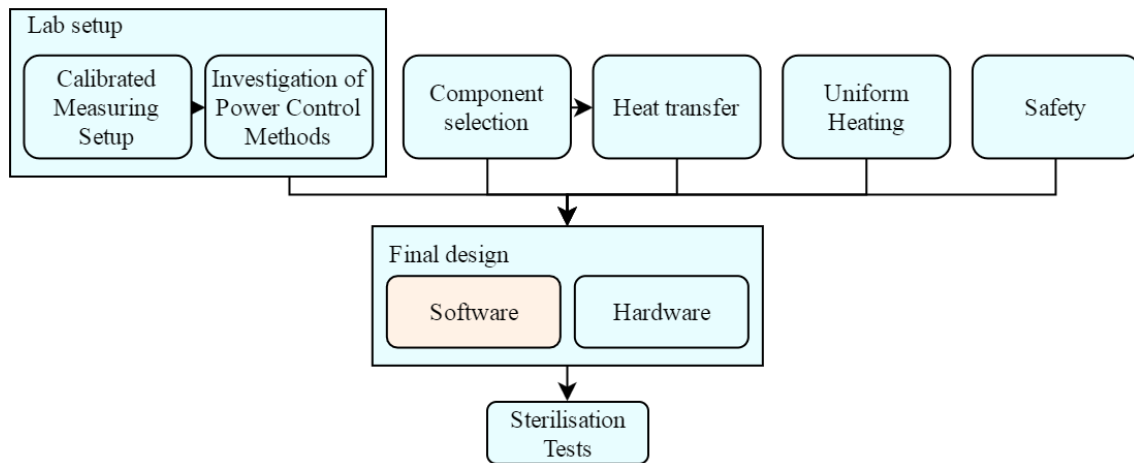 Lab setup
Calibrated
Measuring
Setup
Investigation of
Power Control
Methods
Component
selection
Heat transfer
Uniform
Heating
Safety
Final design
Software
Hardware
Sterilisation
Tests